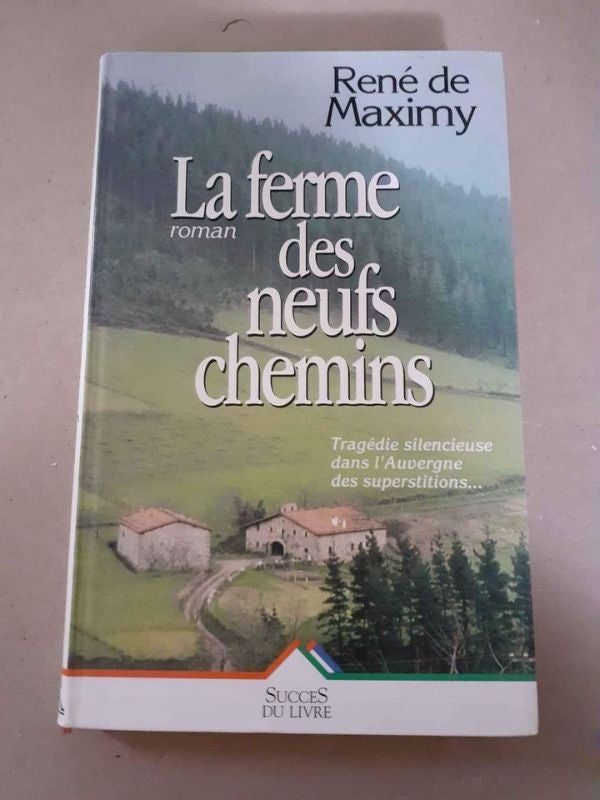 René de
Maximy
La ferme
roman
des
neufs
chemins
Tragédie silencieuse
dans l'Auvergne
des superstitions...
SUCCES
DU LIVRE